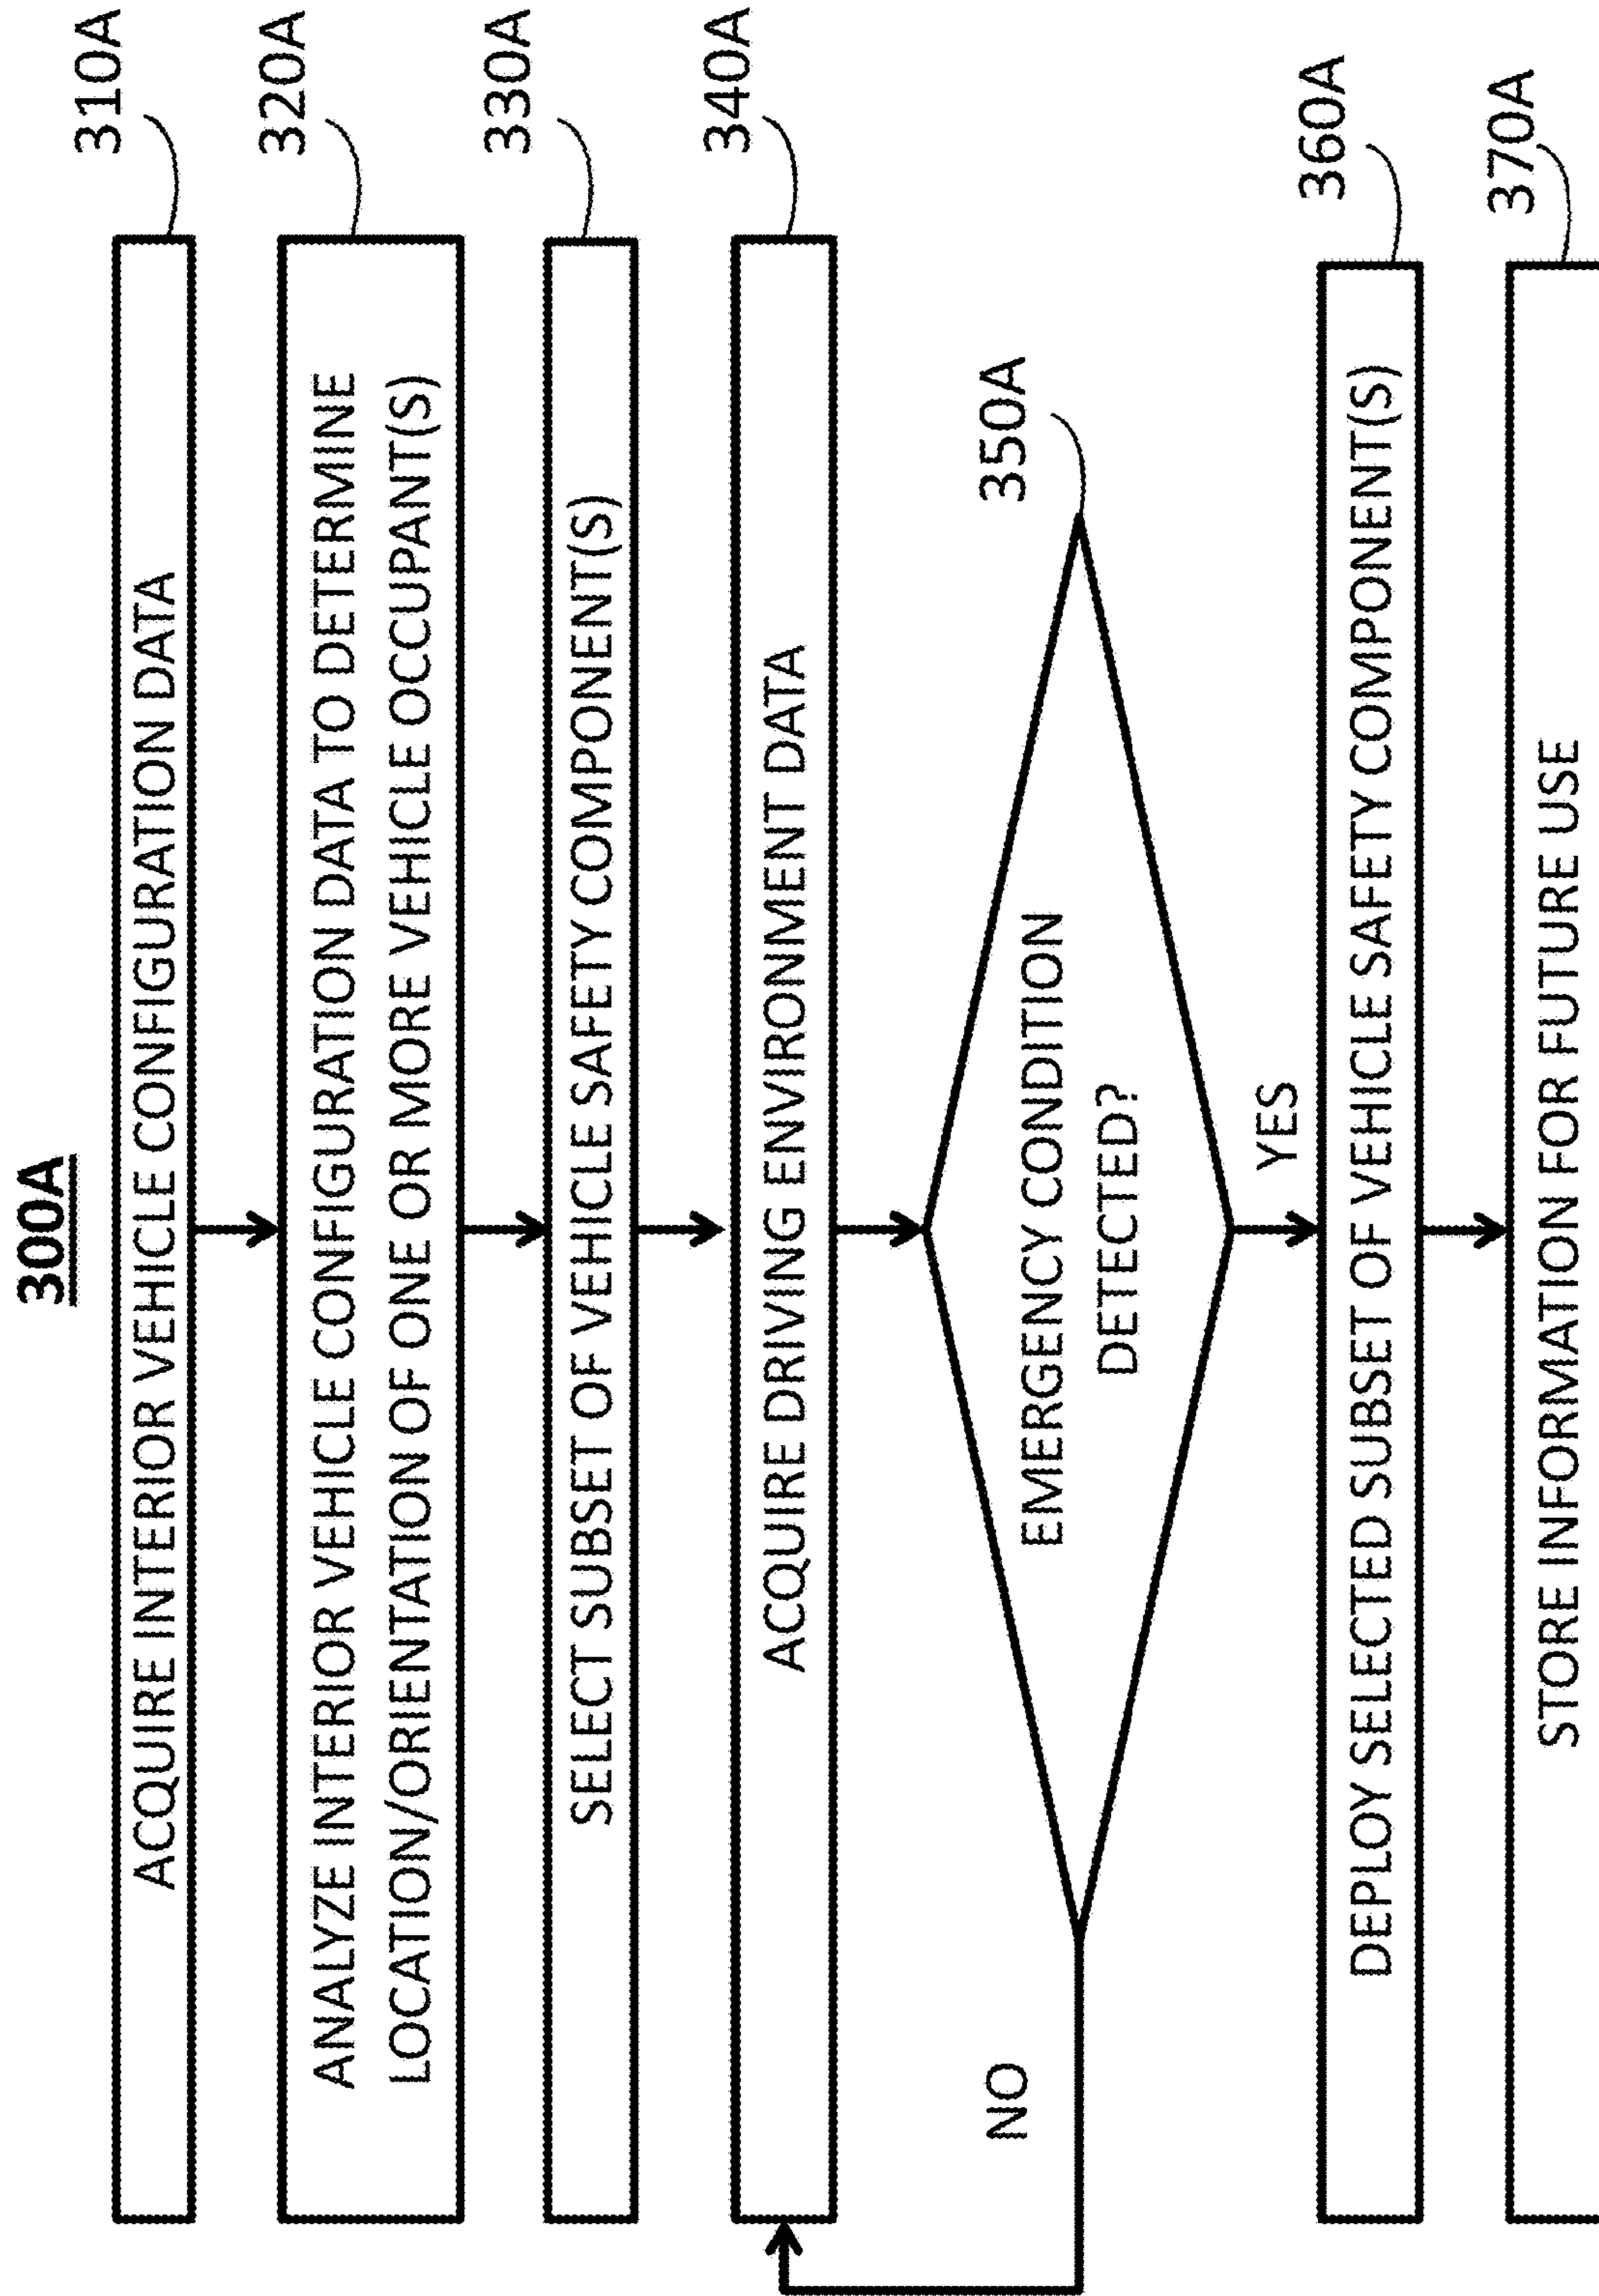 300A
310A
ACQUIRE INTERIOR VEHICLE CONFIGURATION DATA
320A
ANALYZE INTERIOR VEHICLE CONFIGURATION DATA TO DETERMINE
LOCATION/ORIENTATION OF ONE OR MORE VEHICLE OCCUPANT(S)
330A
SELECT SUBSET OF VEHICLE SAFETY COMPONENT(S)
340A
ACQUIRE DRIVING ENVIRONMENT DATA
350A
EMERGENCY CONDITION
DETECTED?
NO
YES
360A
DEPLOY SELECTED SUBSET OF VEHICLE SAFETY COMPONENT(S)
370A
STORE INFORMATION FOR FUTURE USE